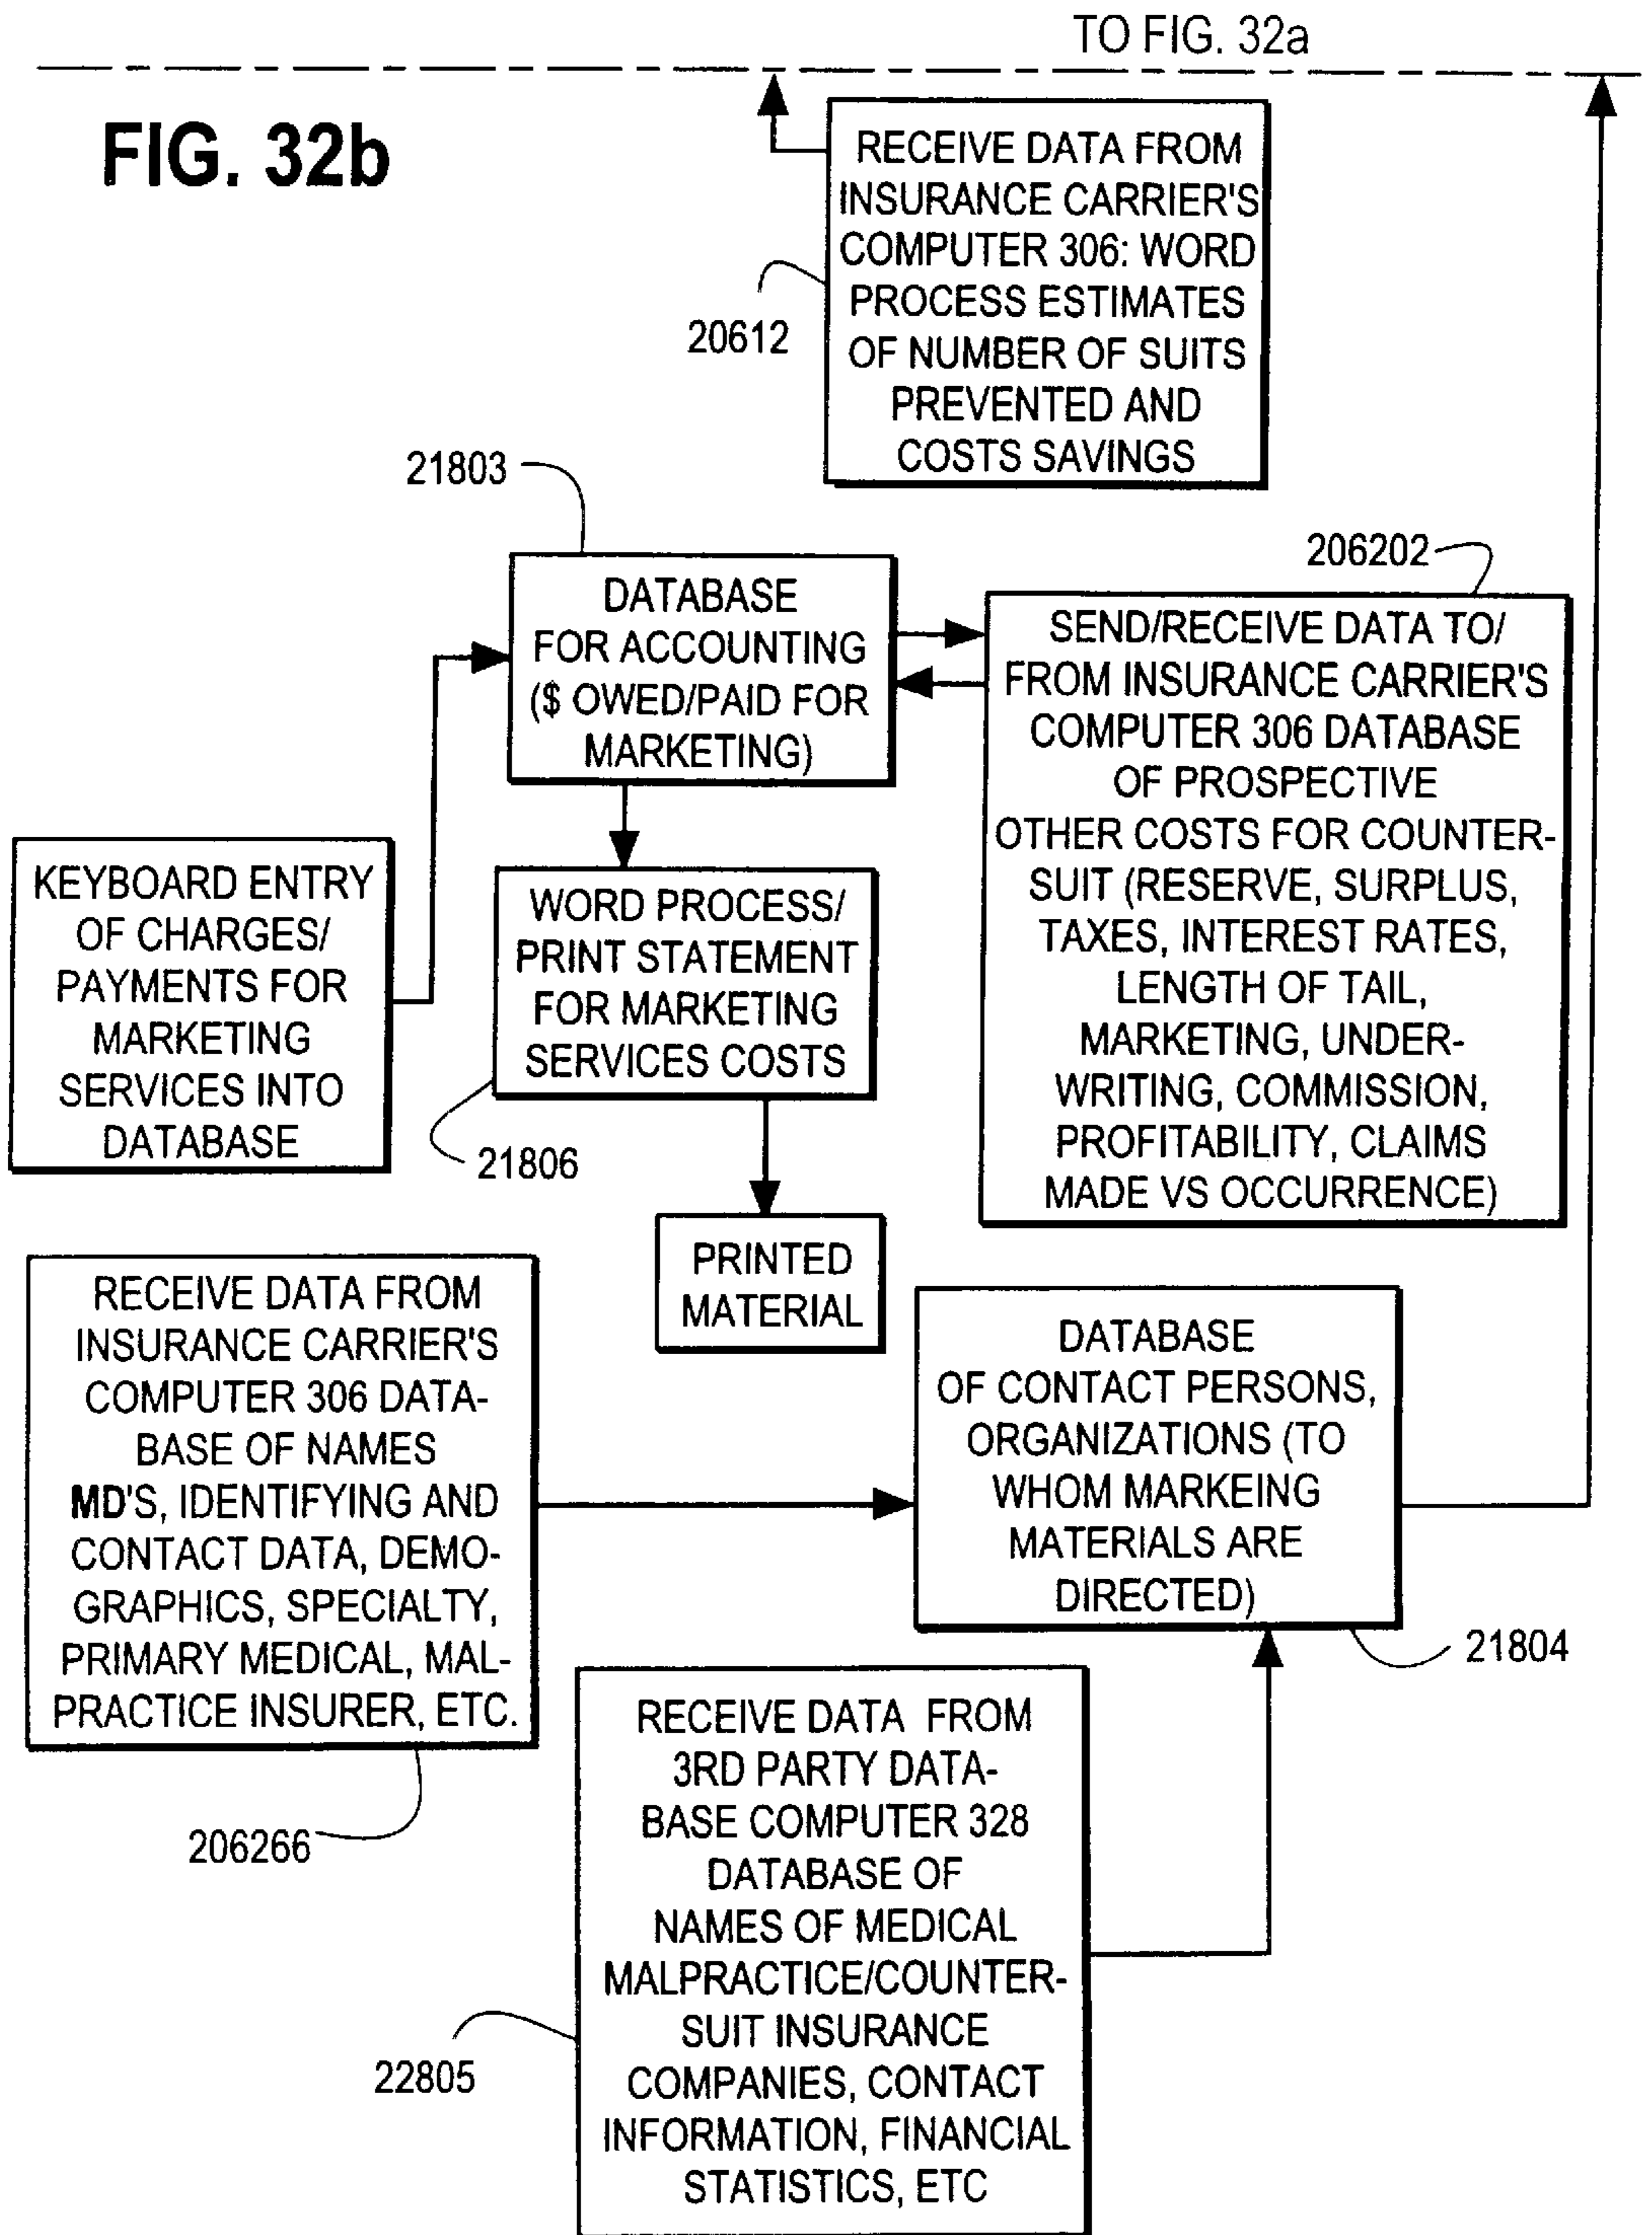 TO FIG. 32a
FIG. 32b
RECEIVE DATA FROM
INSURANCE CARRIER'S
COMPUTER 306: WORD
PROCESS ESTIMATES
OF NUMBER OF SUITS
PREVENTED AND
COSTS SAVINGS
20612
21803
DATABASE
FOR ACCOUNTING
($ OWED/PAID FOR
MARKETING)
206202
SEND/RECEIVE DATA TO/
FROM INSURANCE CARRIER'S
COMPUTER 306 DATABASE
OF PROSPECTIVE
OTHER COSTS FOR COUNTER-
SUIT (RESERVE, SURPLUS,
TAXES, INTEREST RATES,
LENGTH OF TAIL,
MARKETING, UNDER-
WRITING, COMMISSION,
PROFITABILITY, CLAIMS
MADE VS OCCURRENCE)
KEYBOARD ENTRY
OF CHARGES/
PAYMENTS FOR
MARKETING
SERVICES INTO
DATABASE
WORD PROCESS/
PRINT STATEMENT
FOR MARKETING
SERVICES COSTS
21806
PRINTED
MATERIAL
RECEIVE DATA FROM
INSURANCE CARRIER'S
COMPUTER 306 DATA-
BASE OF NAMES
MD'S, IDENTIFYING AND
CONTACT DATA, DEMO-
GRAPHICS, SPECIALTY,
PRIMARY MEDICAL, MAL-
PRACTICE INSURER, ETC.
206266
DATABASE
OF CONTACT PERSONS,
ORGANIZATIONS (TO
WHOM MARKEING
MATERIALS ARE
DIRECTED)
21804
RECEIVE DATA FROM
3RD PARTY DATA-
BASE COMPUTER 328
DATABASE OF
NAMES OF MEDICAL
MALPRACTICE/COUNTER-
SUIT INSURANCE
COMPANIES, CONTACT
INFORMATION, FINANCIAL
STATISTICS, ETC
22805